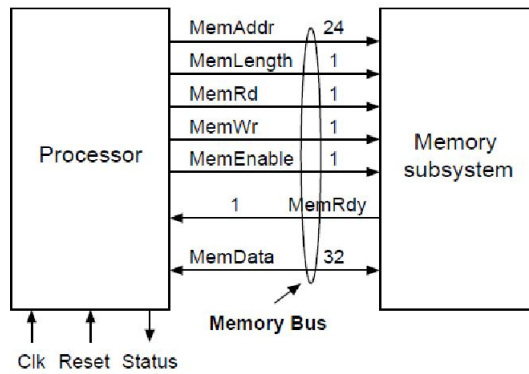 MemAddr 24
MemLength 1
MemRd 1
MemWr 1
Processor
MemEnable 1
Memory
subsystem
1 MemRdy
MemData 32
Memory Bus
Clk Reset Status